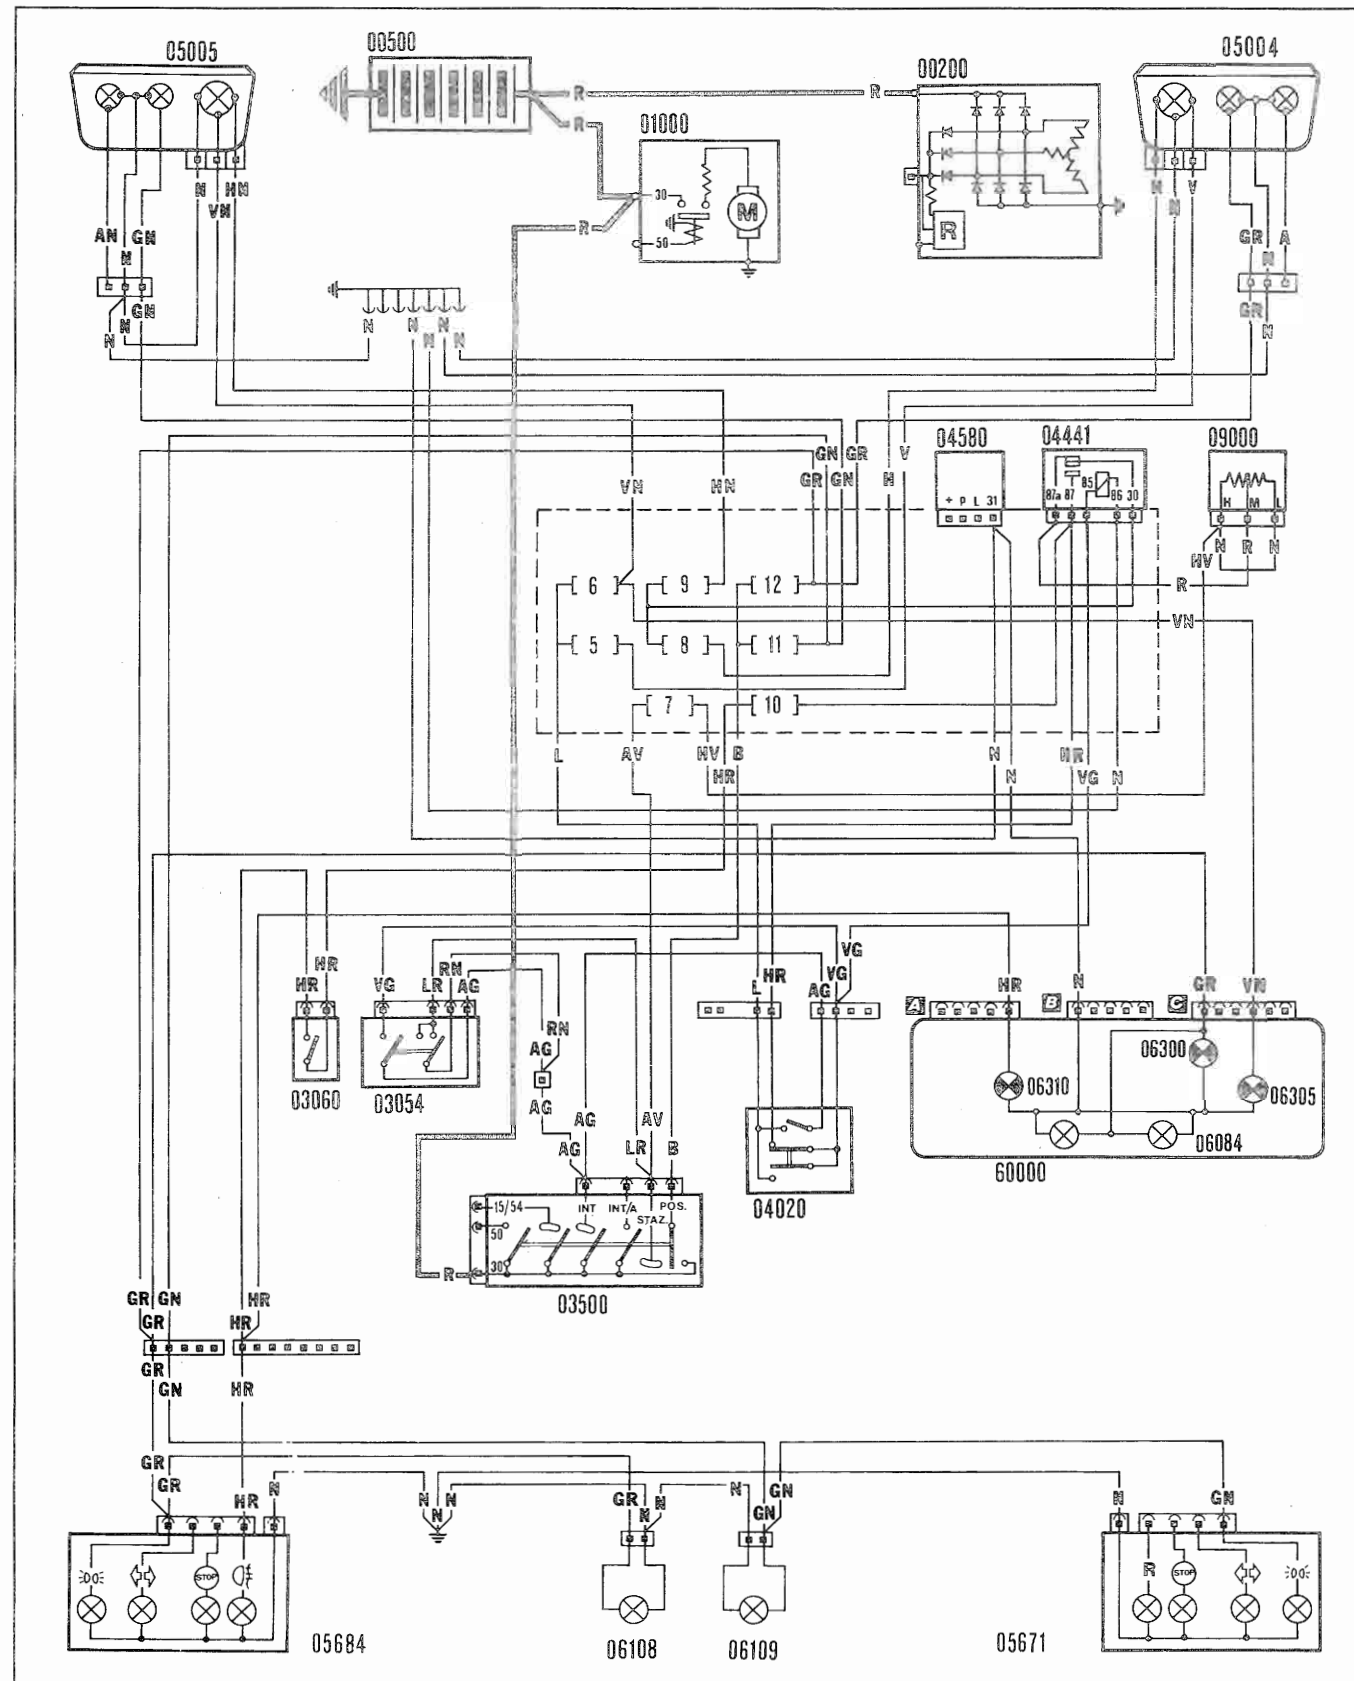 05005
00500
00200
05004
R
R
R
01000
30
M
50
R
R
N
HN
VN
AN
GN
N
GN
N
N
N
N
N
N
N
H
V
N
GR
A
N
GR
N
04580
04441
09000
GN
GR
V
GR
GN
H
VN
HN
+ P L 31
87a
87
85
86
30
H
M
L
HV
N
R
N
R
6
9
12
VN
5
8
11
7
10
L
AV
HV
B
HR
N
N
HR
VG
N
HR
HR
VG
LR
RN
AG
VG
VG
L
HR
AG
HR
N
GR
VN
A
B
C
06300
06310
06305
06084
60000
03060
03054
RN
AG
AG
AG
AG
AV
LR
B
04020
15/54
INT
INT/A
POS.
STAZ.
50
30
R
03500
GR
GN
HR
GR
HR
GR
GN
HR
GR
GR
HR
N
N
N
N
GR
N
N
N
GN
GN
N
GN
STOP
R
STOP
05684
06108
06109
05671